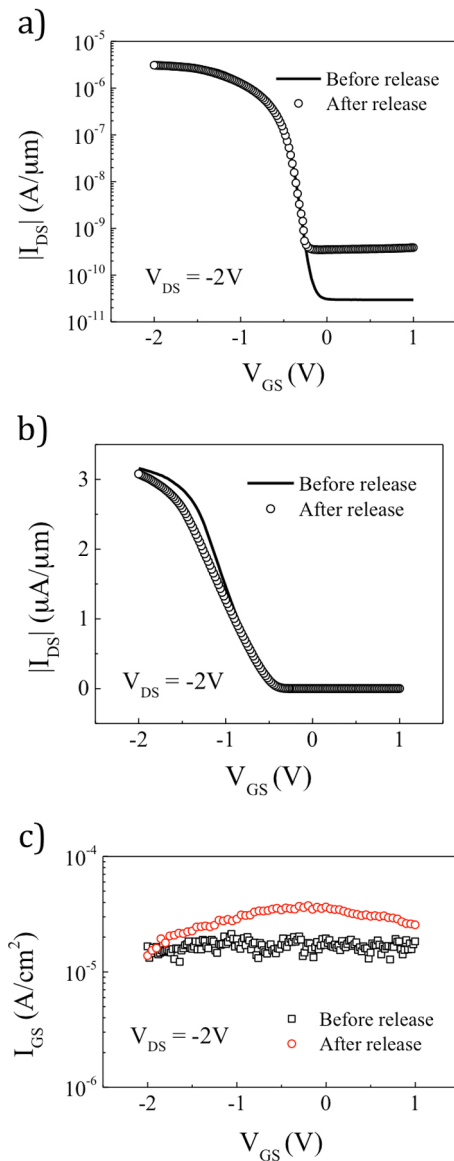 a)
10⁻⁵
10⁻⁶
10⁻⁷
10⁻⁸
10⁻⁹
10⁻¹⁰
10⁻¹¹
|I_DS| (A/μm)
Before release
After release
V_DS = -2V
-2 -1 0 1
V_GS (V)
b)
3
2
1
0
|I_DS| (μA/μm)
Before release
After release
V_DS = -2V
-2 -1 0 1
V_GS (V)
c)
10⁻⁴
10⁻⁵
10⁻⁶
I_GS (A/cm²)
Before release
After release
V_DS = -2V
-2 -1 0 1
V_GS (V)